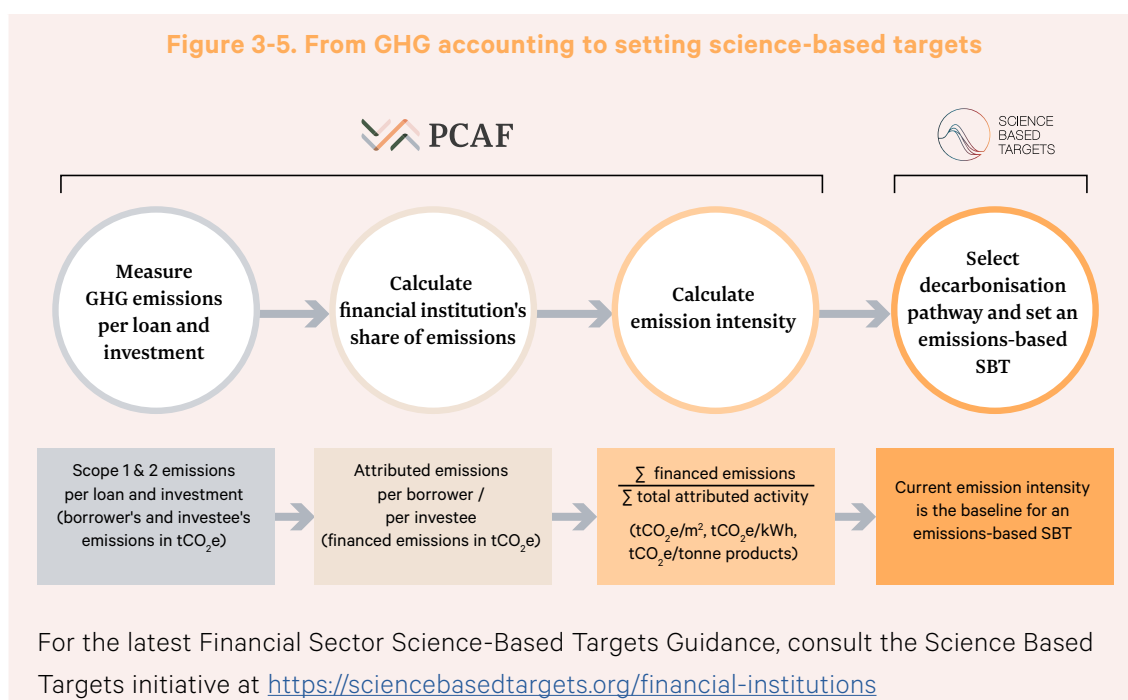 Figure 3-5. From GHG accounting to setting science-based targets
PCAF
SCIENCE
BASED
TARGETS
Measure
GHG emissions
per loan and
investment
Calculate
financial institution's
share of emissions
Calculate
emission intensity
Select
decarbonisation
pathway and set an
emissions-based
SBT
Scope 1 & 2 emissions
per loan and investment
(borrower's and investee's
emissions in tCO₂e)
Attributed emissions
per borrower /
per investee
(financed emissions in tCO₂e)
∑ financed emissions
∑ total attributed activity
(tCO₂e/m², tCO₂e/kWh,
tCO₂e/tonne products)
Current emission intensity
is the baseline for an
emissions-based SBT
For the latest Financial Sector Science-Based Targets Guidance, consult the Science Based
Targets initiative at https://sciencebasedtargets.org/financial-institutions